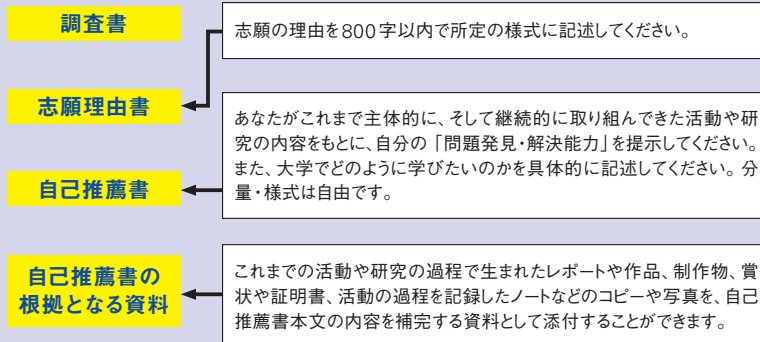 調査書
志願の理由を800字以内で所定の様式に記述してください。
志願理由書
あなたがこれまで主体的に、そして継続的に取り組んできた活動や研
究の内容をもとに、自分の「問題発見・解決能力」を提示してください。
また、大学でどのように学びたいのかを具体的に記述してください。分
量・様式は自由です。
自己推薦書
自己推薦書の
根拠となる資料
これまでの活動や研究の過程で生まれたレポートや作品、制作物、賞
状や証明書、活動の過程を記録したノートなどのコピーや写真を、自己
推薦書本文の内容を補完する資料として添付することができます。